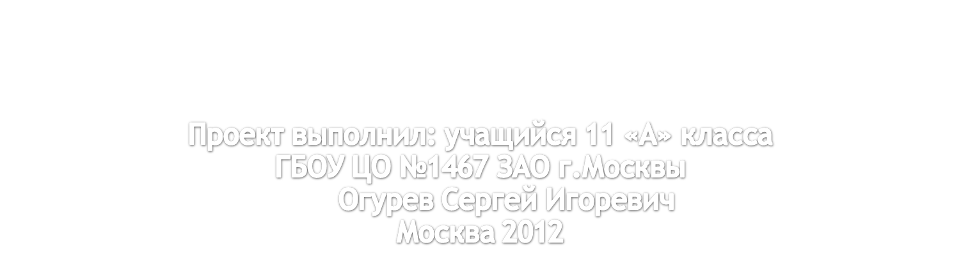 Проект выполнил: учащийся 11 «А» класса
ГБОУ ЦО №1467 ЗАО г.Москвы
Огурев Сергей Игоревич
Москва 2012